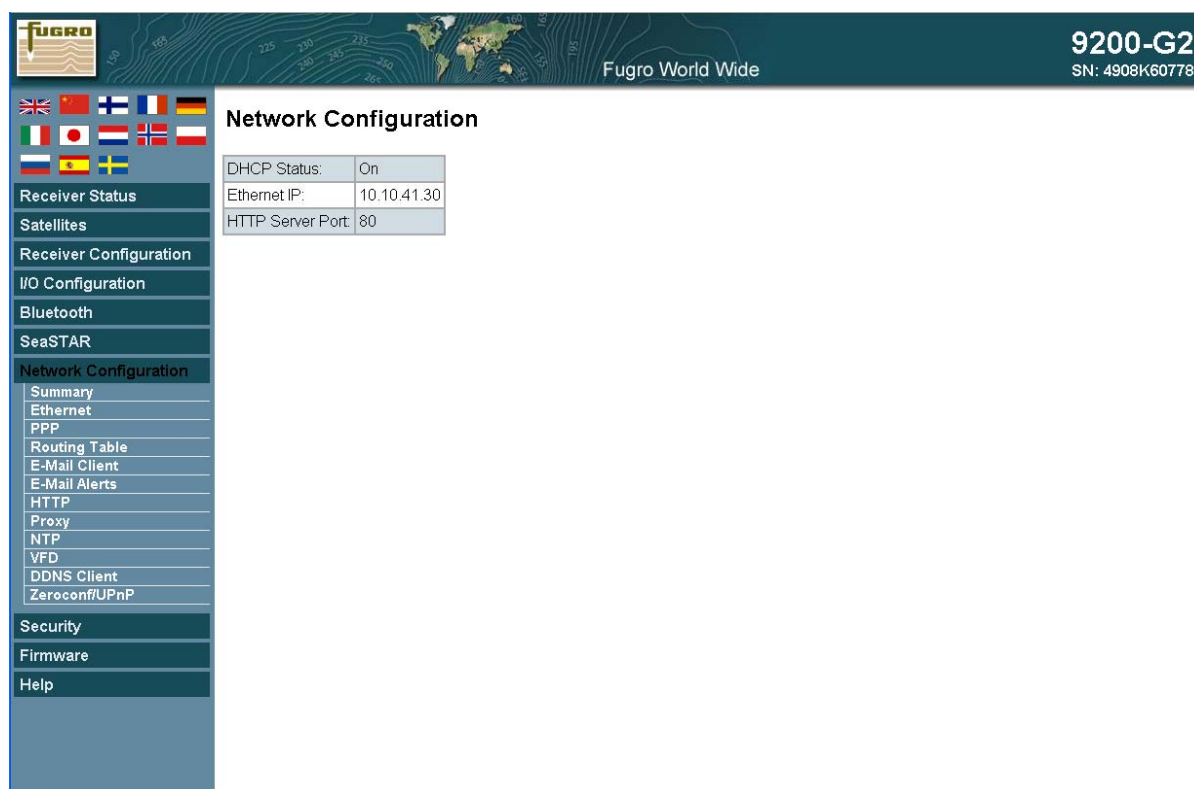 FUGRO
Fugro World Wide
9200-G2
SN: 4908K60778
Receiver Status
Satellites
Receiver Configuration
I/O Configuration
Bluetooth
SeaSTAR
Network Configuration
Summary
Ethernet
PPP
Routing Table
E-Mail Client
E-Mail Alerts
HTTP
Proxy
NTP
VFD
DDNS Client
Zeroconf/UPnP
Security
Firmware
Help
Network Configuration
DHCP Status: On
Ethernet IP: 10.10.41.30
HTTP Server Port: 80